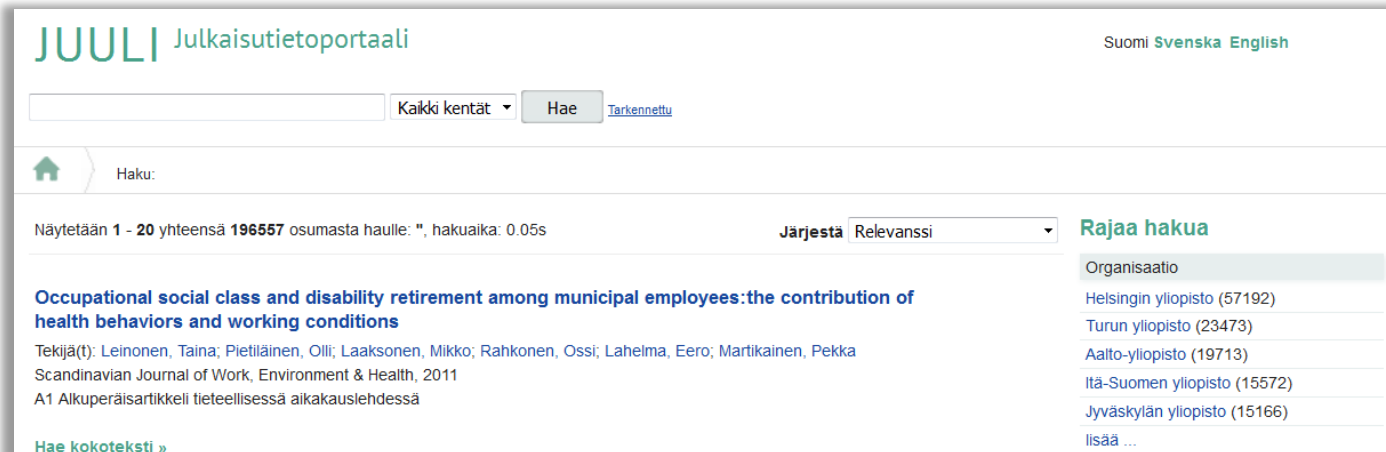 JUULI Julkaisutietoportaali
Suomi Svenska English
Kaikki kentät Hae Tarkennettu
Haku:
Näytetään 1 - 20 yhteensä 196557 osumasta haulle: '', hakuaika: 0.05s
Järjestä Relevanssi
Occupational social class and disability retirement among municipal employees:the contribution of
health behaviors and working conditions
Tekijä(t): Leinonen, Taina; Pietiläinen, Olli; Laaksonen, Mikko; Rahkonen, Ossi; Lahelma, Eero; Martikainen, Pekka
Scandinavian Journal of Work, Environment & Health, 2011
A1 Alkuperäisartikkeli tieteellisessä aikakauslehdessä
Hae kokoteksti »
Rajaa hakua
Organisaatio
Helsingin yliopisto (57192)
Turun yliopisto (23473)
Aalto-yliopisto (19713)
Itä-Suomen yliopisto (15572)
Jyväskylän yliopisto (15166)
lisää ...